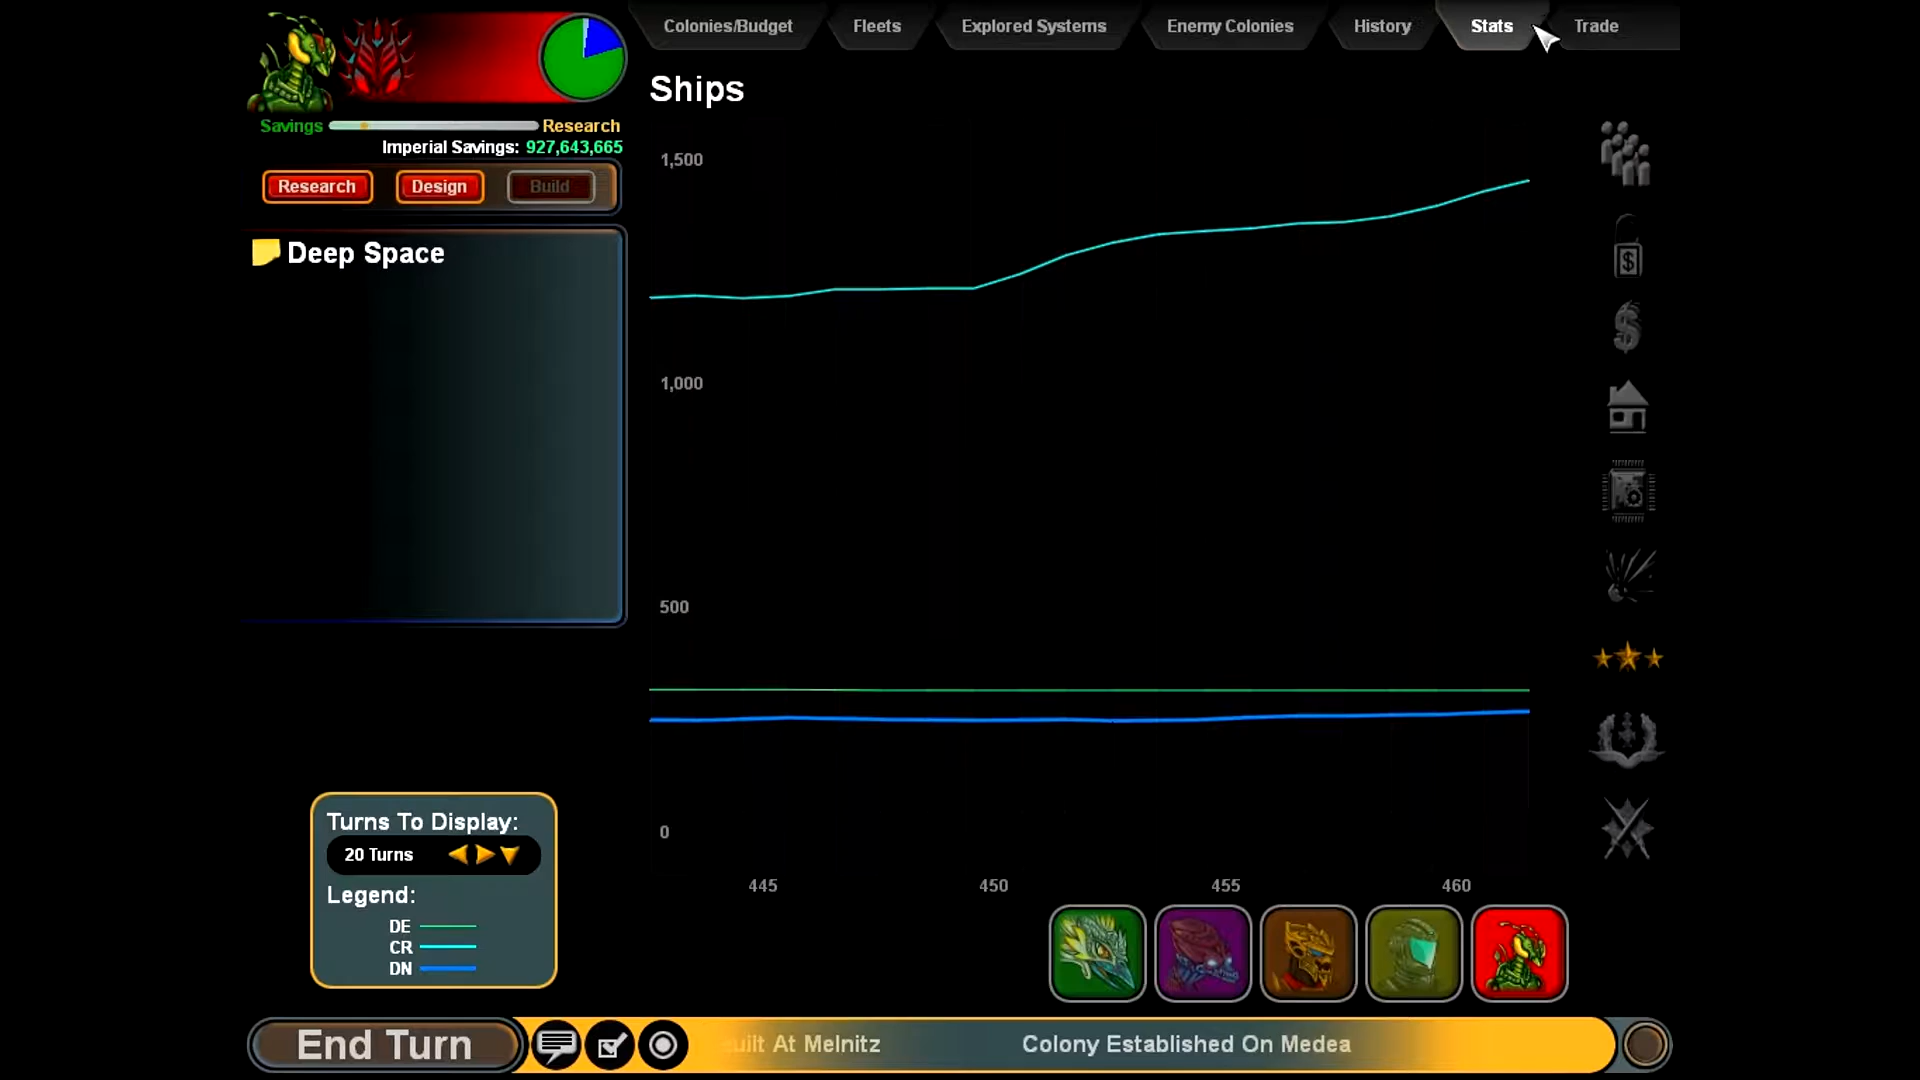 Colonies/Budget Fleets Explored Systems Enemy Colonies History Stats Trade
Savings Research
Imperial Savings: 927,643,665
Research Design Build
Deep Space
Ships
1,500
1,000
500
0
445 450 455 460
Turns To Display:
20 Turns
Legend:
DE
CR
DN
End Turn
At Melnitz Colony Established On Medea